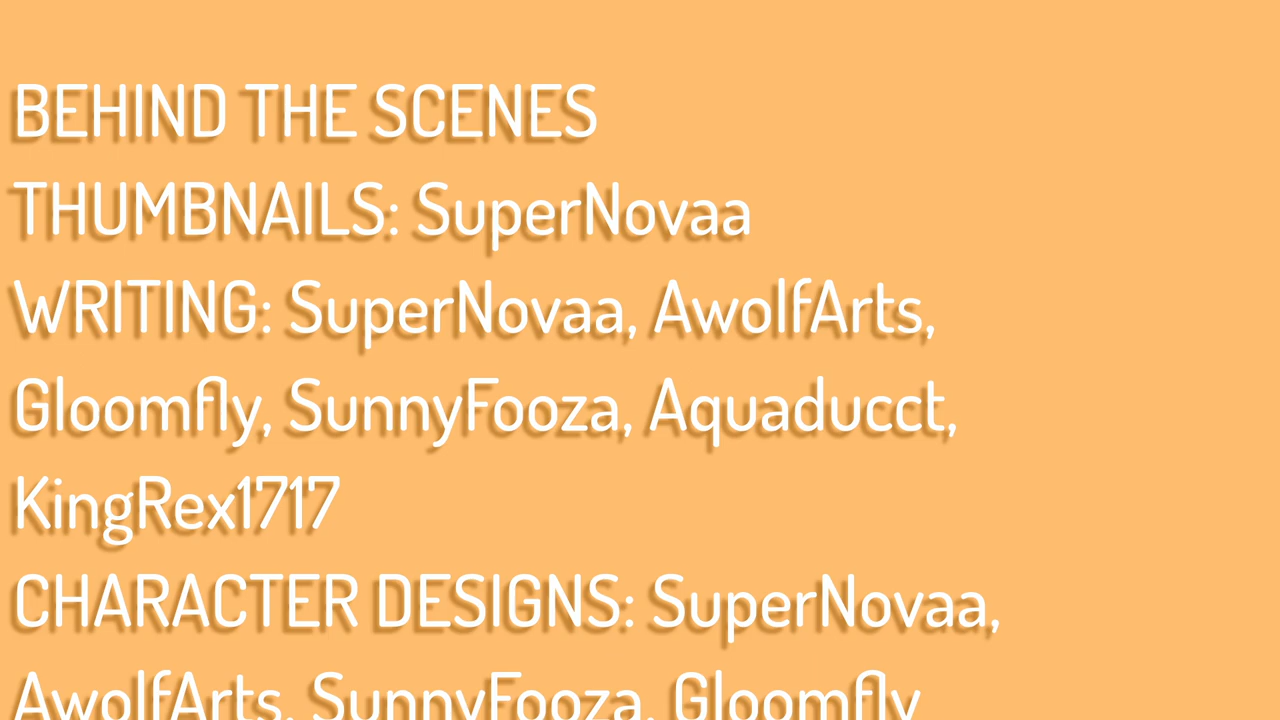 BEHIND THE SCENES
THUMBNAILS: SuperNovaa
WRITING: SuperNovaa, AwolfArts,
Gloomfly, SunnyFooza, Aquaducct,
KingRex1717
CHARACTER DESIGNS: SuperNovaa,
AwolfArts, SunnyFooza, Gloomfly